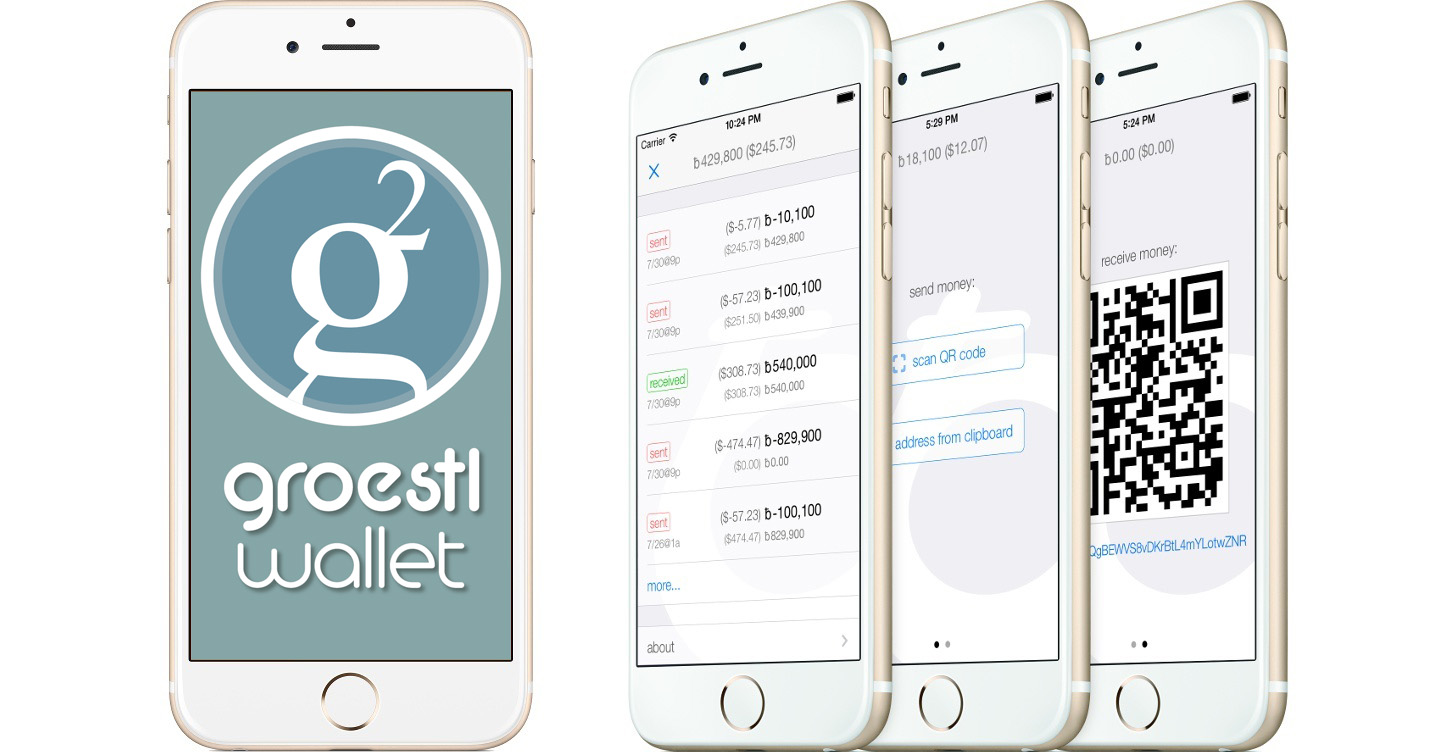 g2
groestl
wallet
Carrier
10:24 PM
ƀ429,800 ($245.73)
sent
($-5.77) ƀ-10,100
7/30@9p
($245.73) ƀ429,800
sent
($-57.23) ƀ-100,100
7/30@9p
($251.50) ƀ439,900
received
($308.73) ƀ540,000
7/30@9p
($308.73) ƀ540,000
sent
($-474.47) ƀ-829,900
7/30@9p
($0.00) ƀ0.00
sent
($-57.23) ƀ-100,100
7/26@1a
($474.47) ƀ829,900
more...
about
5:29 PM
ƀ18,100 ($12.07)
send money:
scan QR code
address from clipboard
5:24 PM
ƀ0.00 ($0.00)
receive money:
QgBEWVS8vDKrBtL4mYLotwZNR